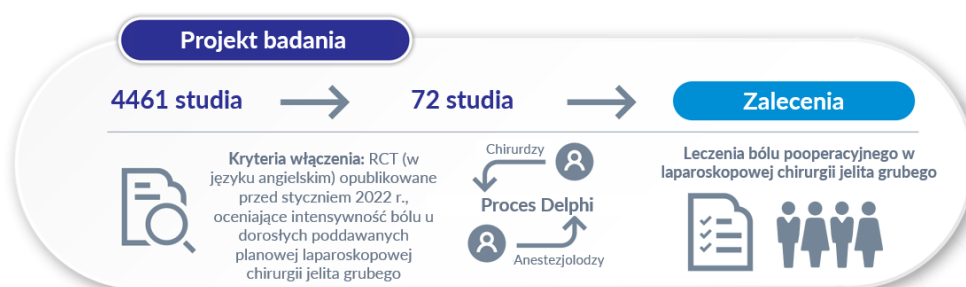 Projekt badania
4461 studia
72 studia
Zalecenia
Kryteria włączenia: RCT (w
języku angielskim) opublikowane
przed styczniem 2022 r.,
oceniające intensywność bólu u
dorosłych poddawanych
planowej laparoskopowej
chirurgii jelita grubego
Chirurdzy
Proces Delphi
Anestezjolodzy
Leczenia bólu pooperacyjnego w
laparoskopowej chirurgii jelita grubego